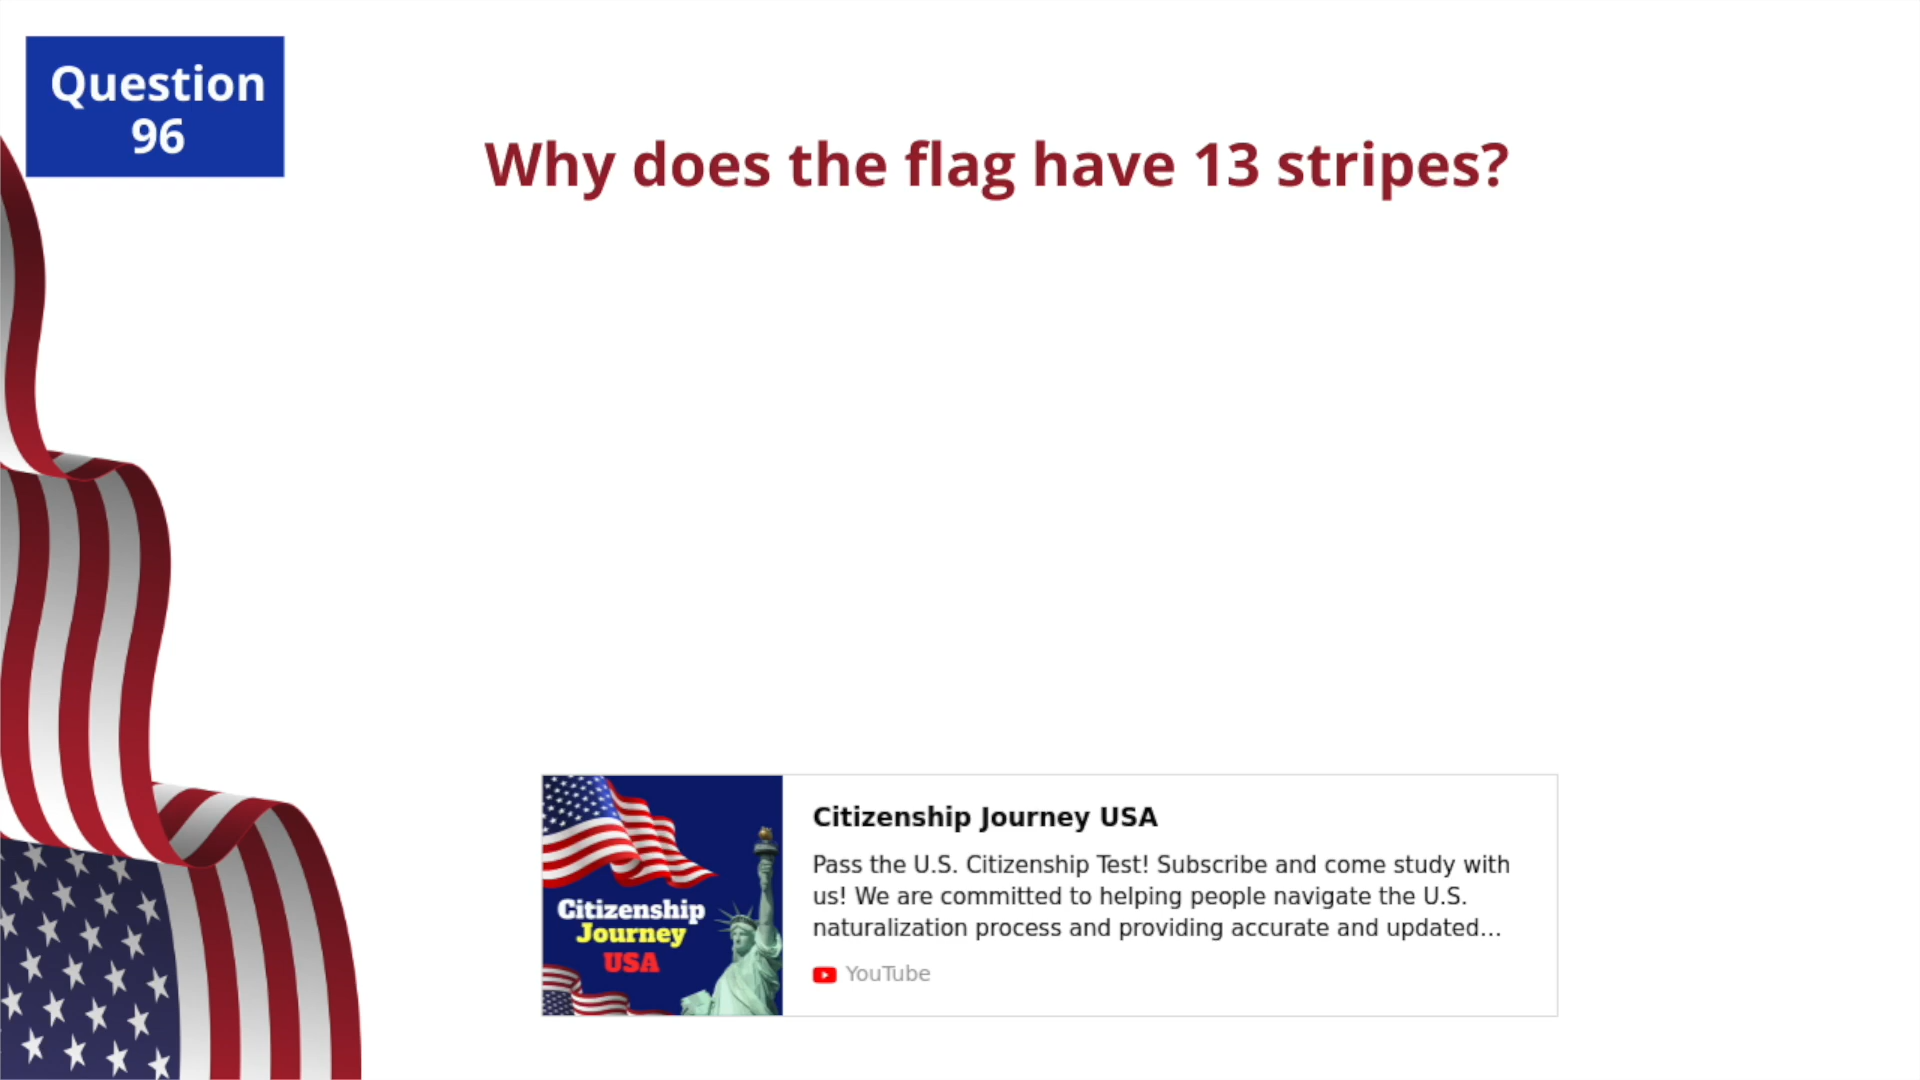 Question
96
Why does the flag have 13 stripes?
Citizenship
Journey
USA
Citizenship Journey USA
Pass the U.S. Citizenship Test! Subscribe and come study with
us! We are committed to helping people navigate the U.S.
naturalization process and providing accurate and updated...
YouTube